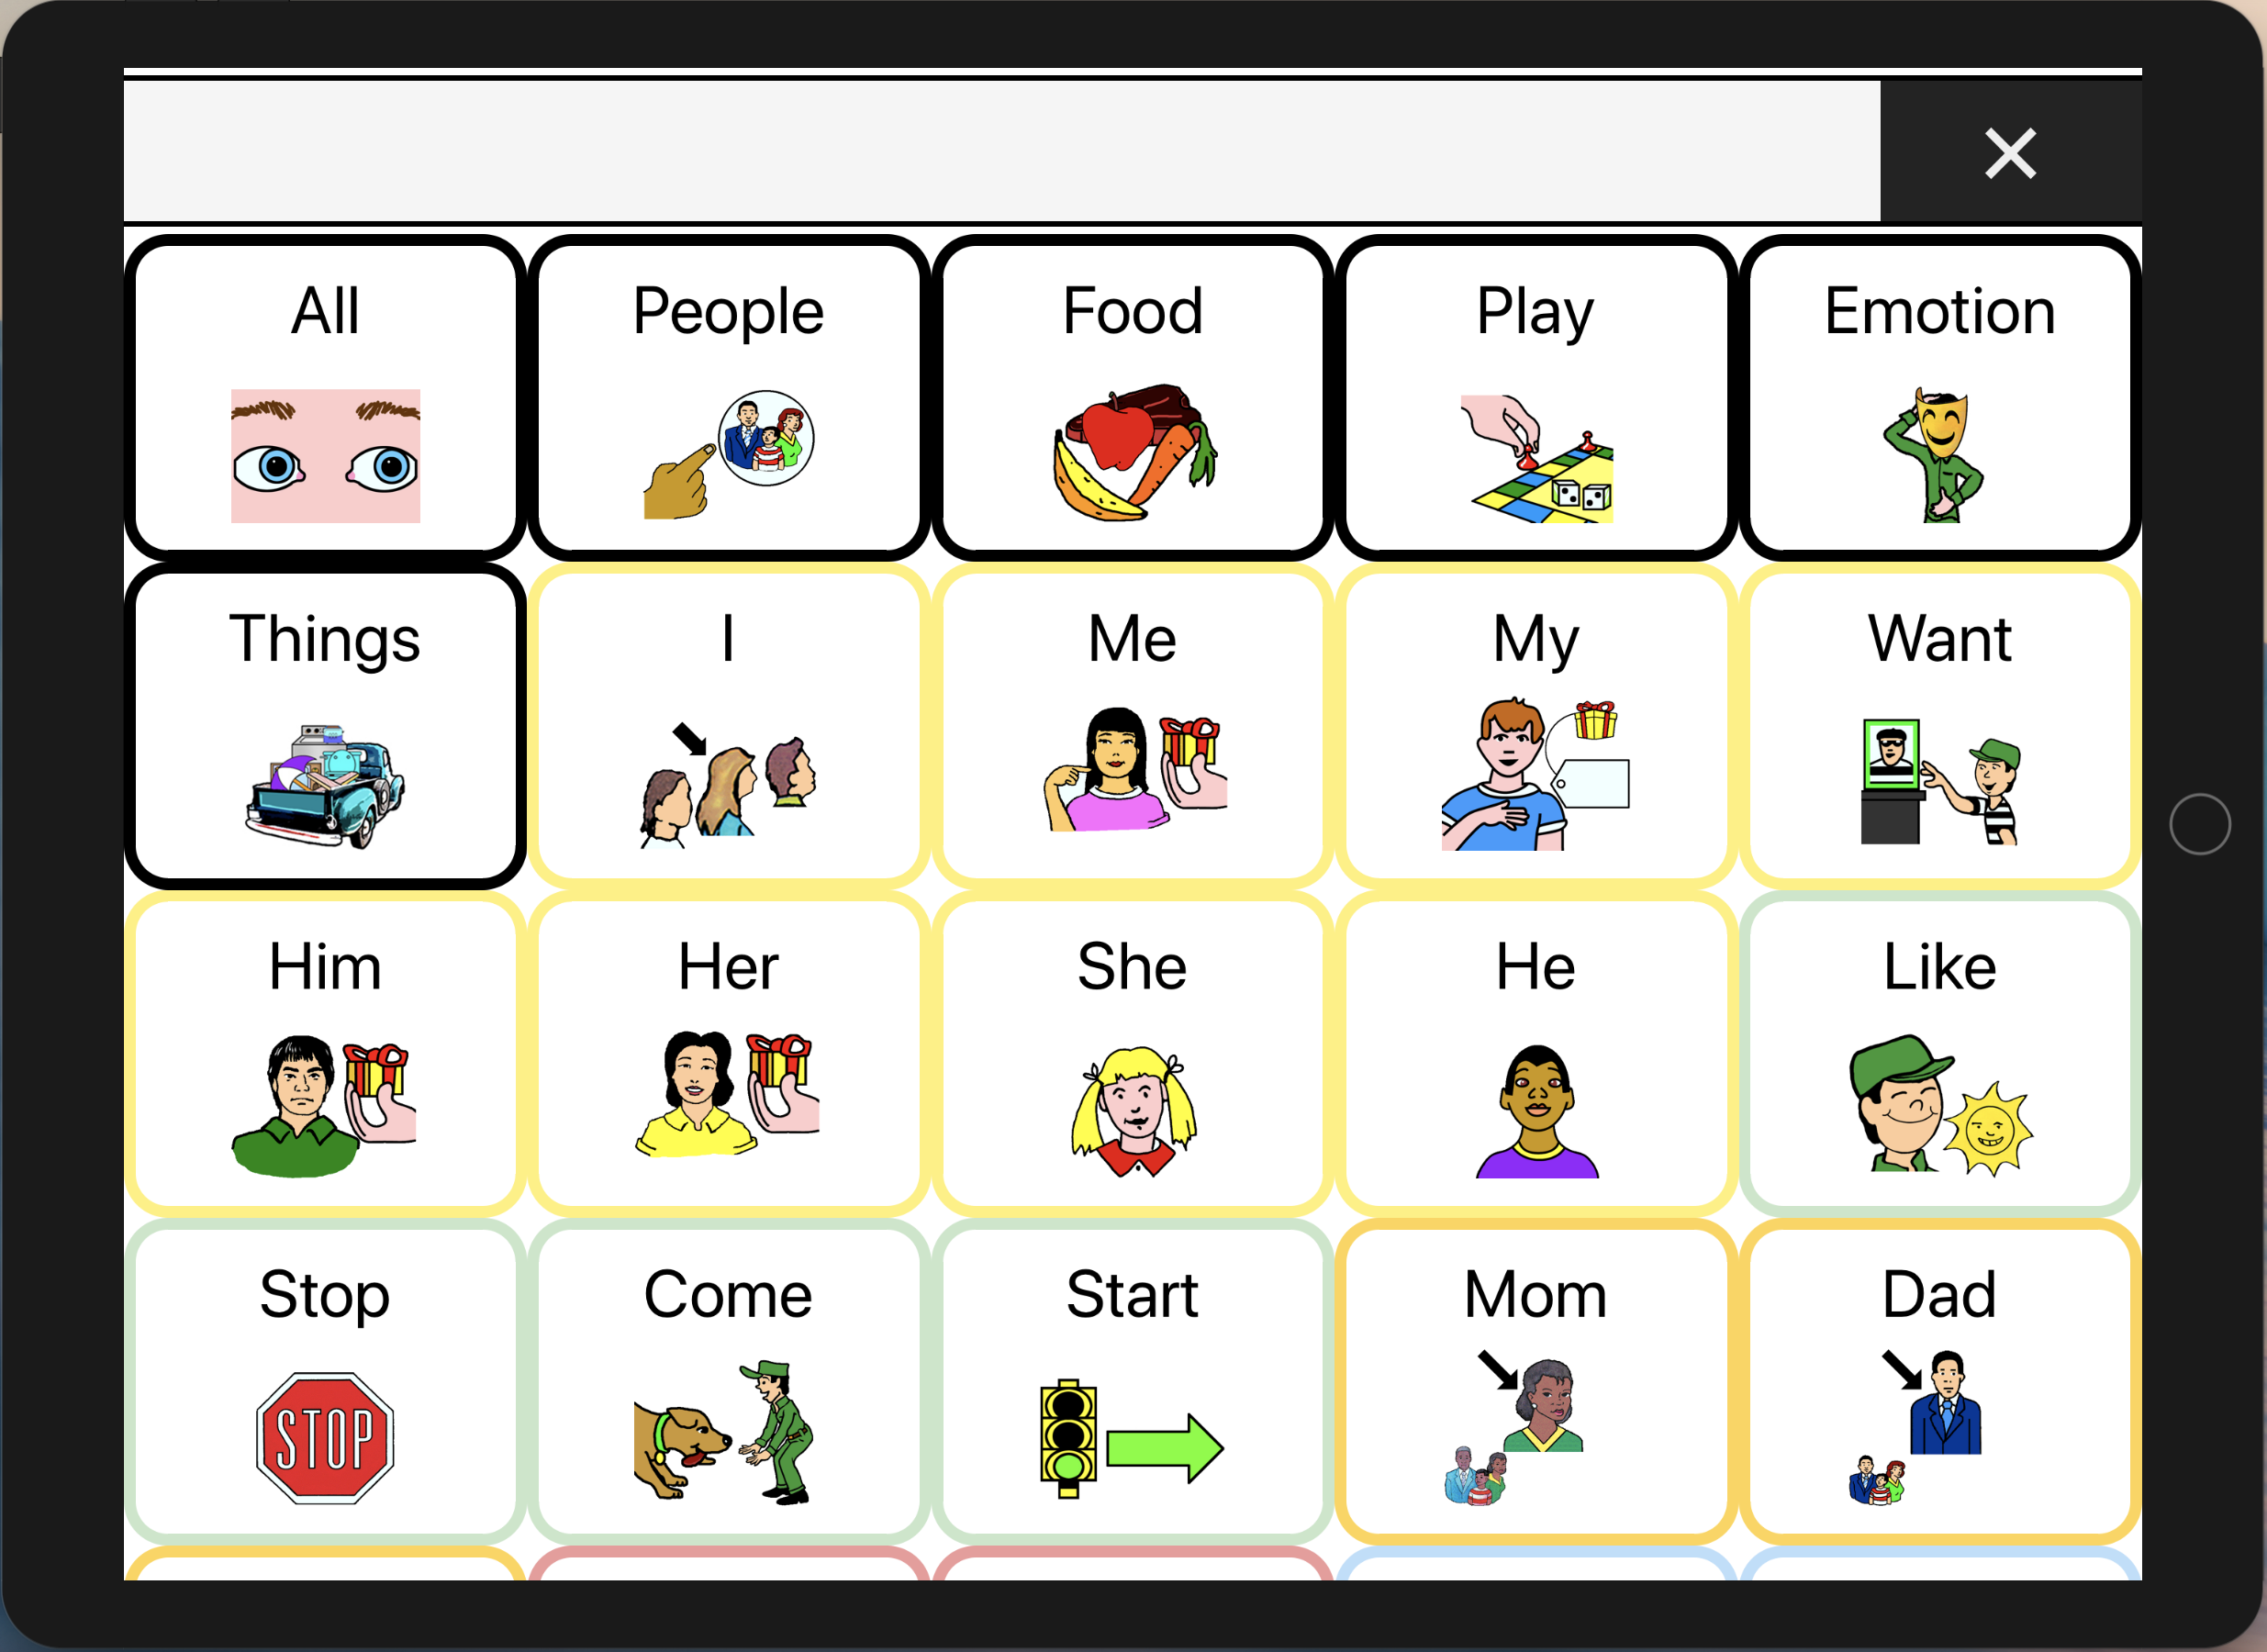 All
People
Food
Play
Emotion
Things
I
Me
My
Want
Him
Her
She
He
Like
Stop
Come
Start
Mom
Dad
STOP